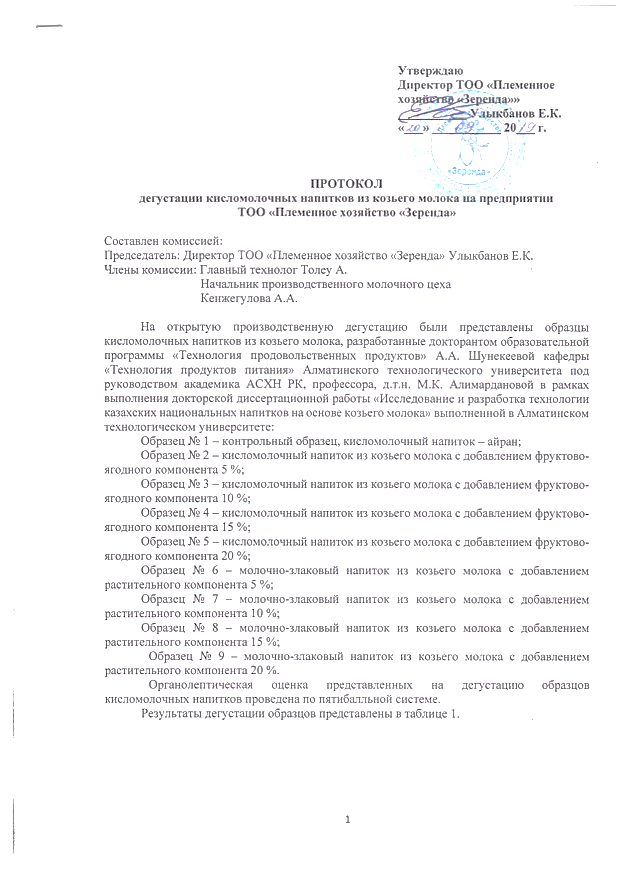 Утверждаю
Директор ТОО «Племенное
хозяйство «Зеренда»»
Улыкбанов Е.К.
«20» 09 2019 г.
«Зеренда»
ПРОТОКОЛ
дегустации кисломолочных напитков из козьего молока на предприятии
ТОО «Племенное хозяйство «Зеренда»
Составлен комиссией:
Председатель: Директор ТОО «Племенное хозяйство «Зеренда» Улыкбанов Е.К.
Члены комиссии: Главный технолог Толеу А.
Начальник производственного молочного цеха
Кенжегулова А.А.
На открытую производственную дегустацию были представлены образцы
кисломолочных напитков из козьего молока, разработанные докторантом образовательной
программы «Технология продовольственных продуктов» А.А. Шунекеевой кафедры
«Технология продуктов питания» Алматинского технологического университета под
руководством академика АСХН РК, профессора, д.т.н. М.К. Алимардановой в рамках
выполнения докторской диссертационной работы «Исследование и разработка технологии
казахских национальных напитков на основе козьего молока» выполненной в Алматинском
технологическом университете:
Образец № 1 – контрольный образец, кисломолочный напиток – айран;
Образец № 2 – кисломолочный напиток из козьего молока с добавлением фруктово-
ягодного компонента 5 %;
Образец № 3 – кисломолочный напиток из козьего молока с добавлением фруктово-
ягодного компонента 10 %;
Образец № 4 – кисломолочный напиток из козьего молока с добавлением фруктово-
ягодного компонента 15 %;
Образец № 5 – кисломолочный напиток из козьего молока с добавлением фруктово-
ягодного компонента 20 %;
Образец № 6 – молочно-злаковый напиток из козьего молока с добавлением
растительного компонента 5 %;
Образец № 7 – молочно-злаковый напиток из козьего молока с добавлением
растительного компонента 10 %;
Образец № 8 – молочно-злаковый напиток из козьего молока с добавлением
растительного компонента 15 %;
Образец № 9 – молочно-злаковый напиток из козьего молока с добавлением
растительного компонента 20 %.
Органолептическая оценка представленных на дегустацию образцов
кисломолочных напитков проведена по пятибалльной системе.
Результаты дегустации образцов представлены в таблице 1.
1